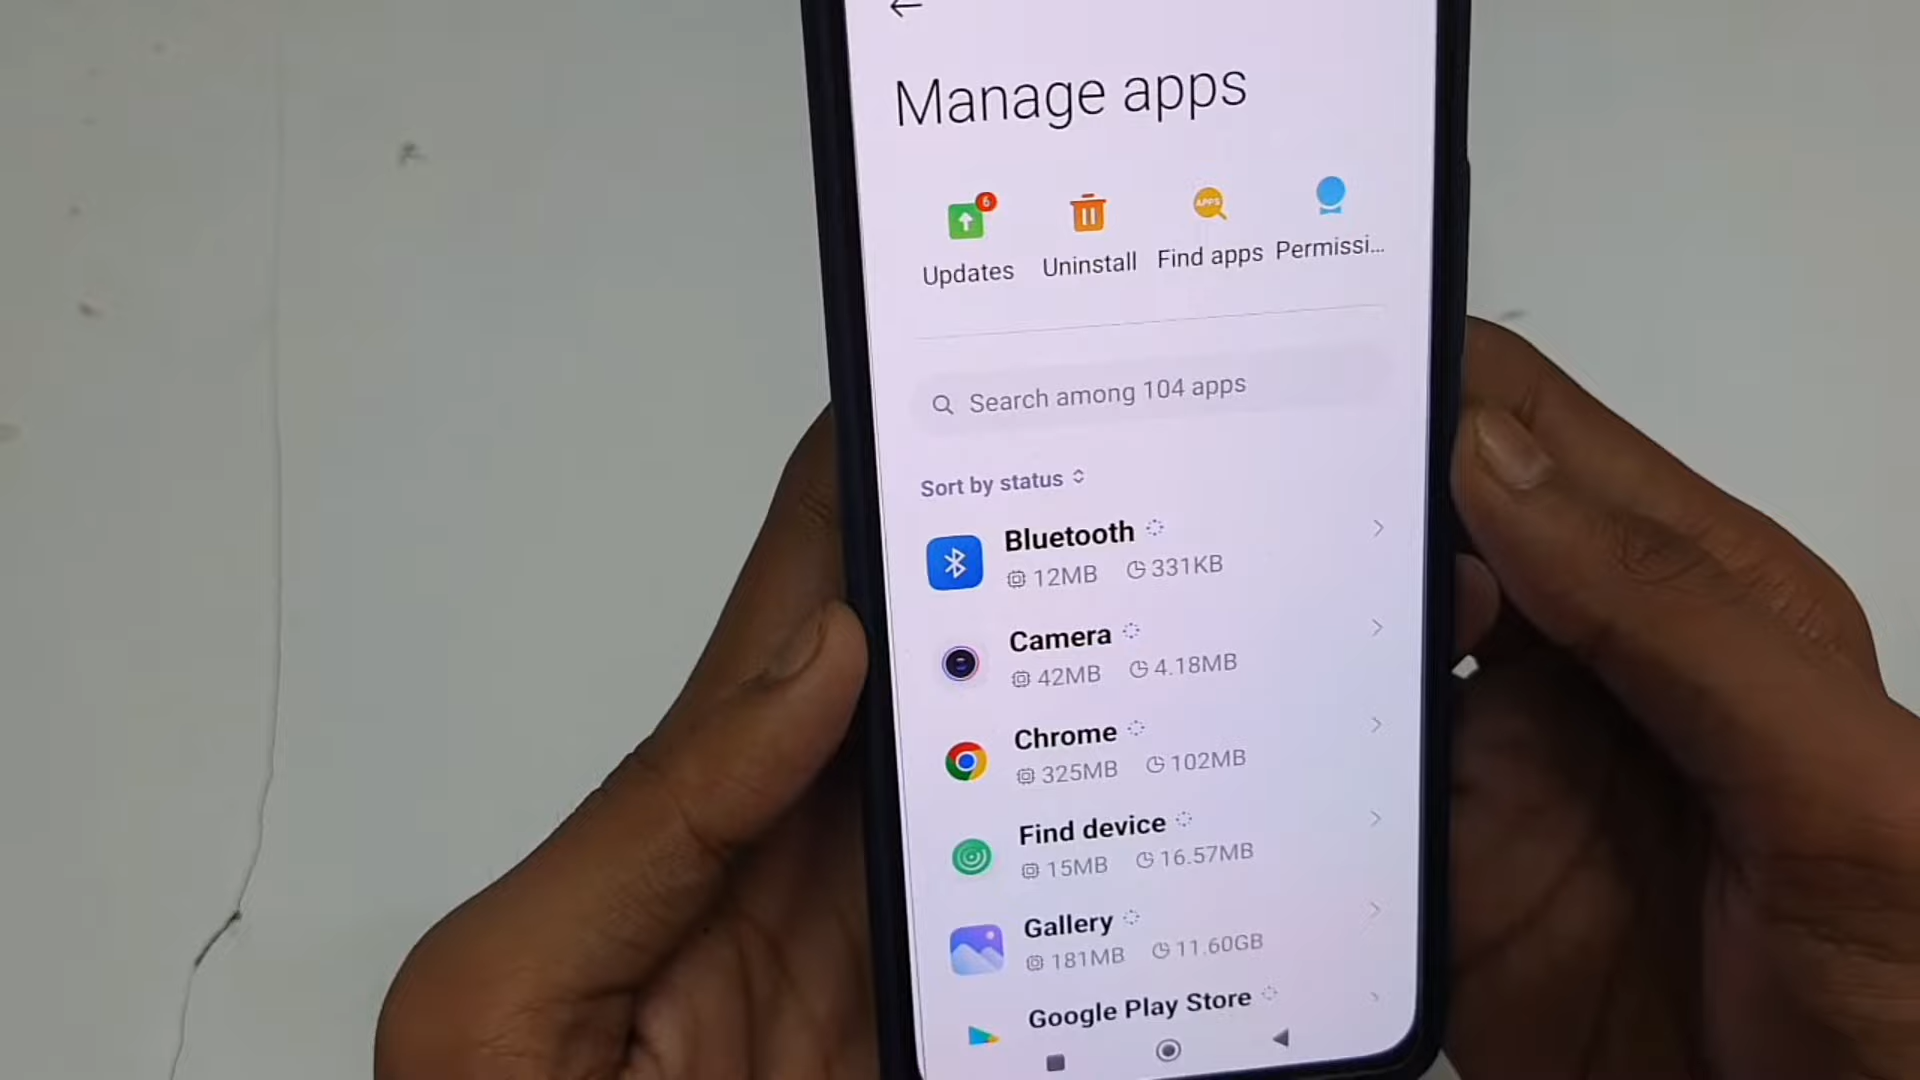 Manage apps
6
APPS
Updates Uninstall Find apps Permissi...
Search among 104 apps
Sort by status
Bluetooth
12MB 331KB
Camera
42MB 4.18MB
Chrome
325MB 102MB
Find device
15MB 16.57MB
Gallery
181MB 11.60GB
Google Play Store